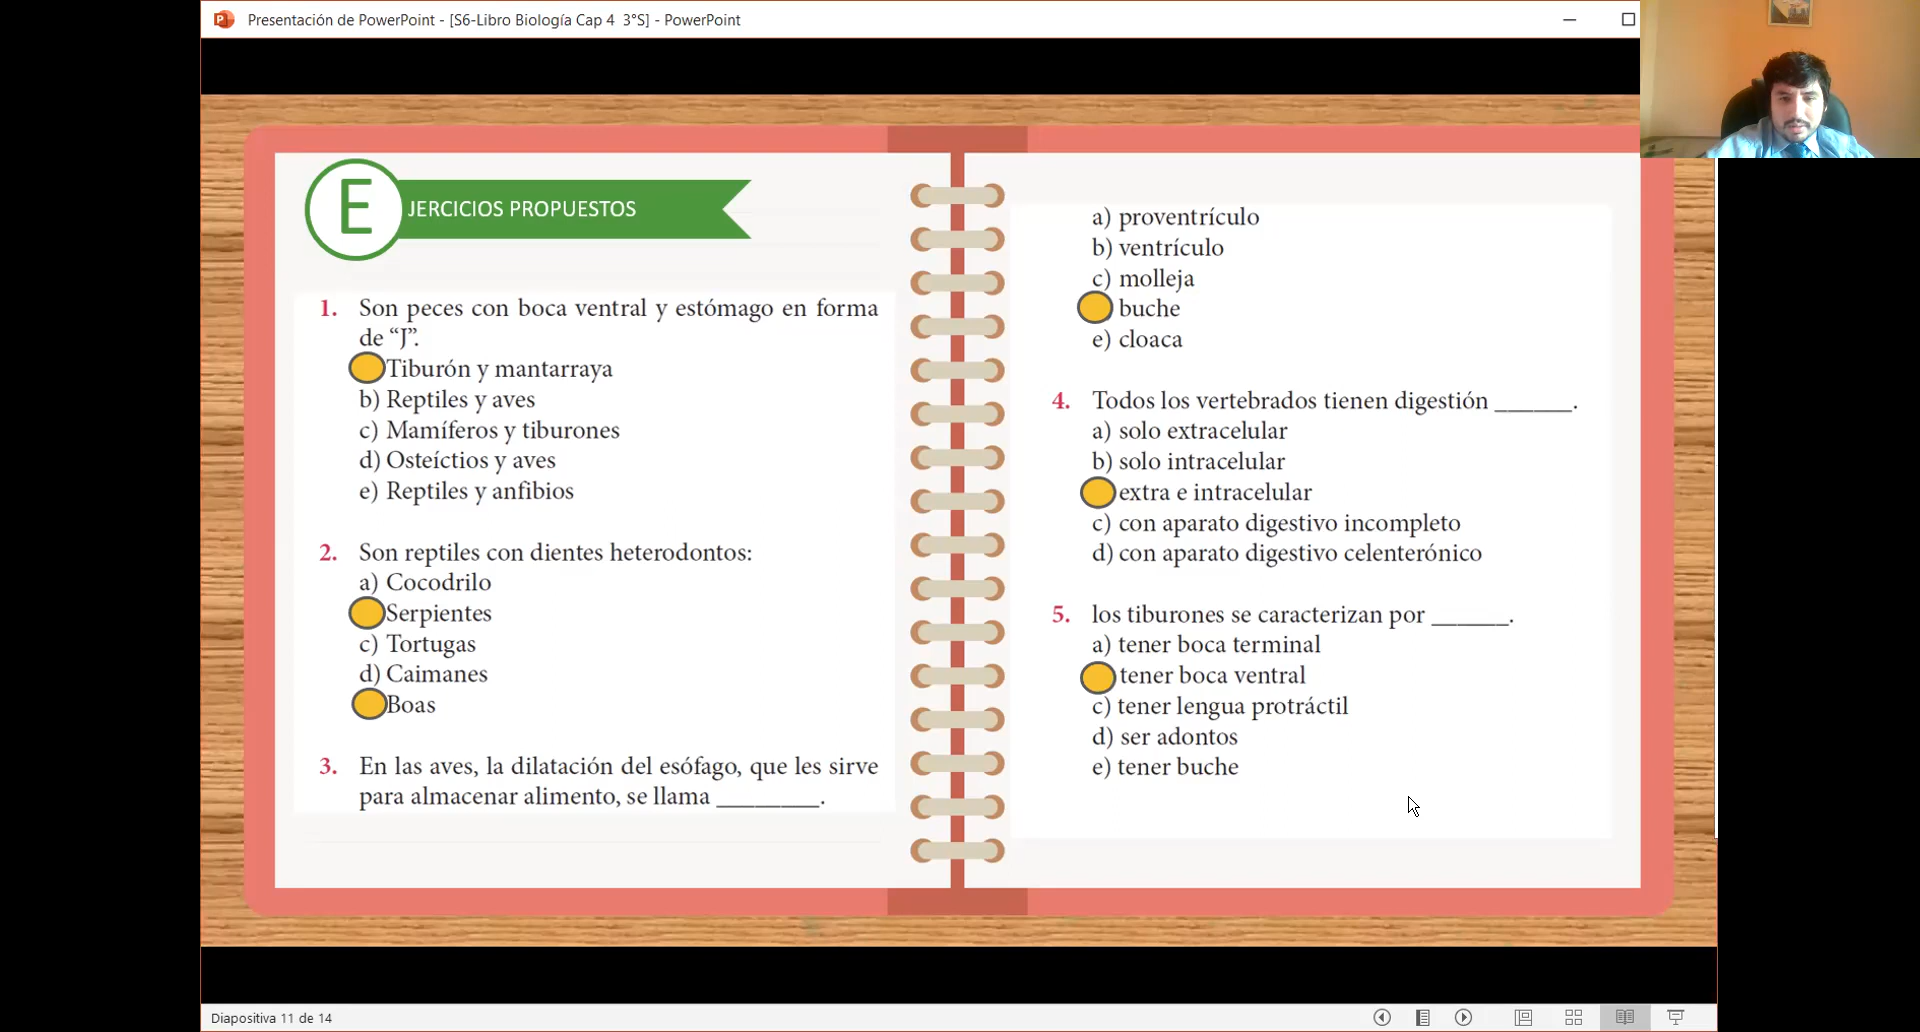 Presentación de PowerPoint - [S6-Libro Biología Cap 4 3°S] - PowerPoint
EJERCICIOS PROPUESTOS
1. Son peces con boca ventral y estómago en forma
de “J”.
Tiburón y mantarraya
b) Reptiles y aves
c) Mamíferos y tiburones
d) Osteíctios y aves
e) Reptiles y anfibios
2. Son reptiles con dientes heterodontos:
a) Cocodrilo
Serpientes
c) Tortugas
d) Caimanes
Boas
3. En las aves, la dilatación del esófago, que les sirve
para almacenar alimento, se llama ________.
a) proventrículo
b) ventrículo
c) molleja
buche
e) cloaca
4. Todos los vertebrados tienen digestión ______.
a) solo extracelular
b) solo intracelular
extra e intracelular
c) con aparato digestivo incompleto
d) con aparato digestivo celenterónico
5. los tiburones se caracterizan por ______.
a) tener boca terminal
tener boca ventral
c) tener lengua protráctil
d) ser adontos
e) tener buche
Diapositiva 11 de 14